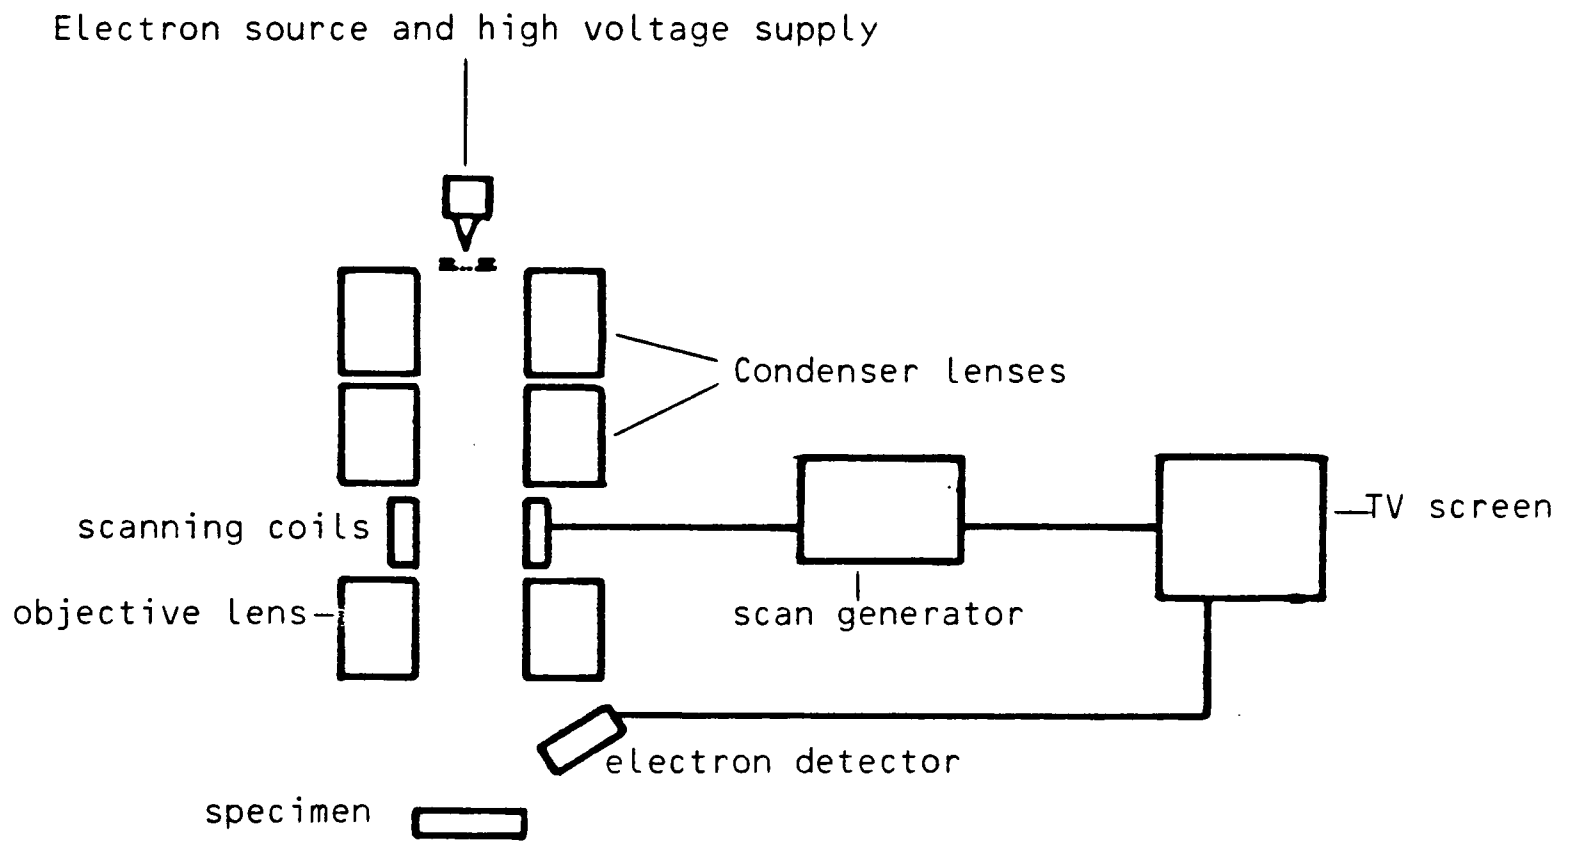 Electron source and high voltage supply
Condenser lenses
TV screen
scanning coils
objective lens
scan generator
electron detector
specimen